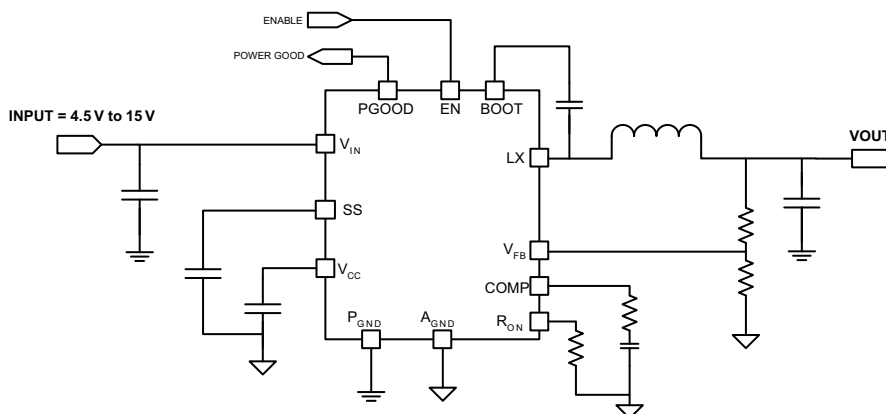 ENABLE
POWER GOOD
PGOOD
EN
BOOT
INPUT = 4.5 V to 15 V
VIN
LX
VOUT
SS
VFB
VCC
COMP
PGND
AGND
RON